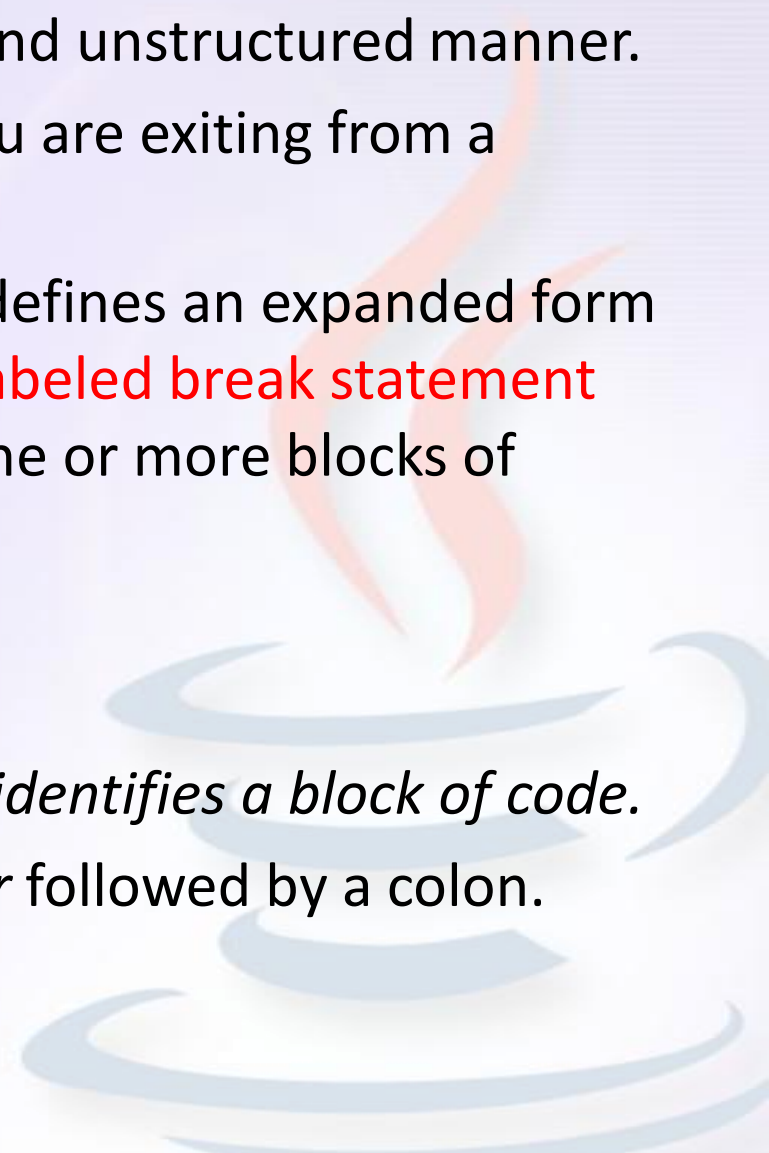 nd unstructured manner.
u are exiting from a
defines an expanded form
abeled break statement
ne or more blocks of
identifies a block of code.
r followed by a colon.